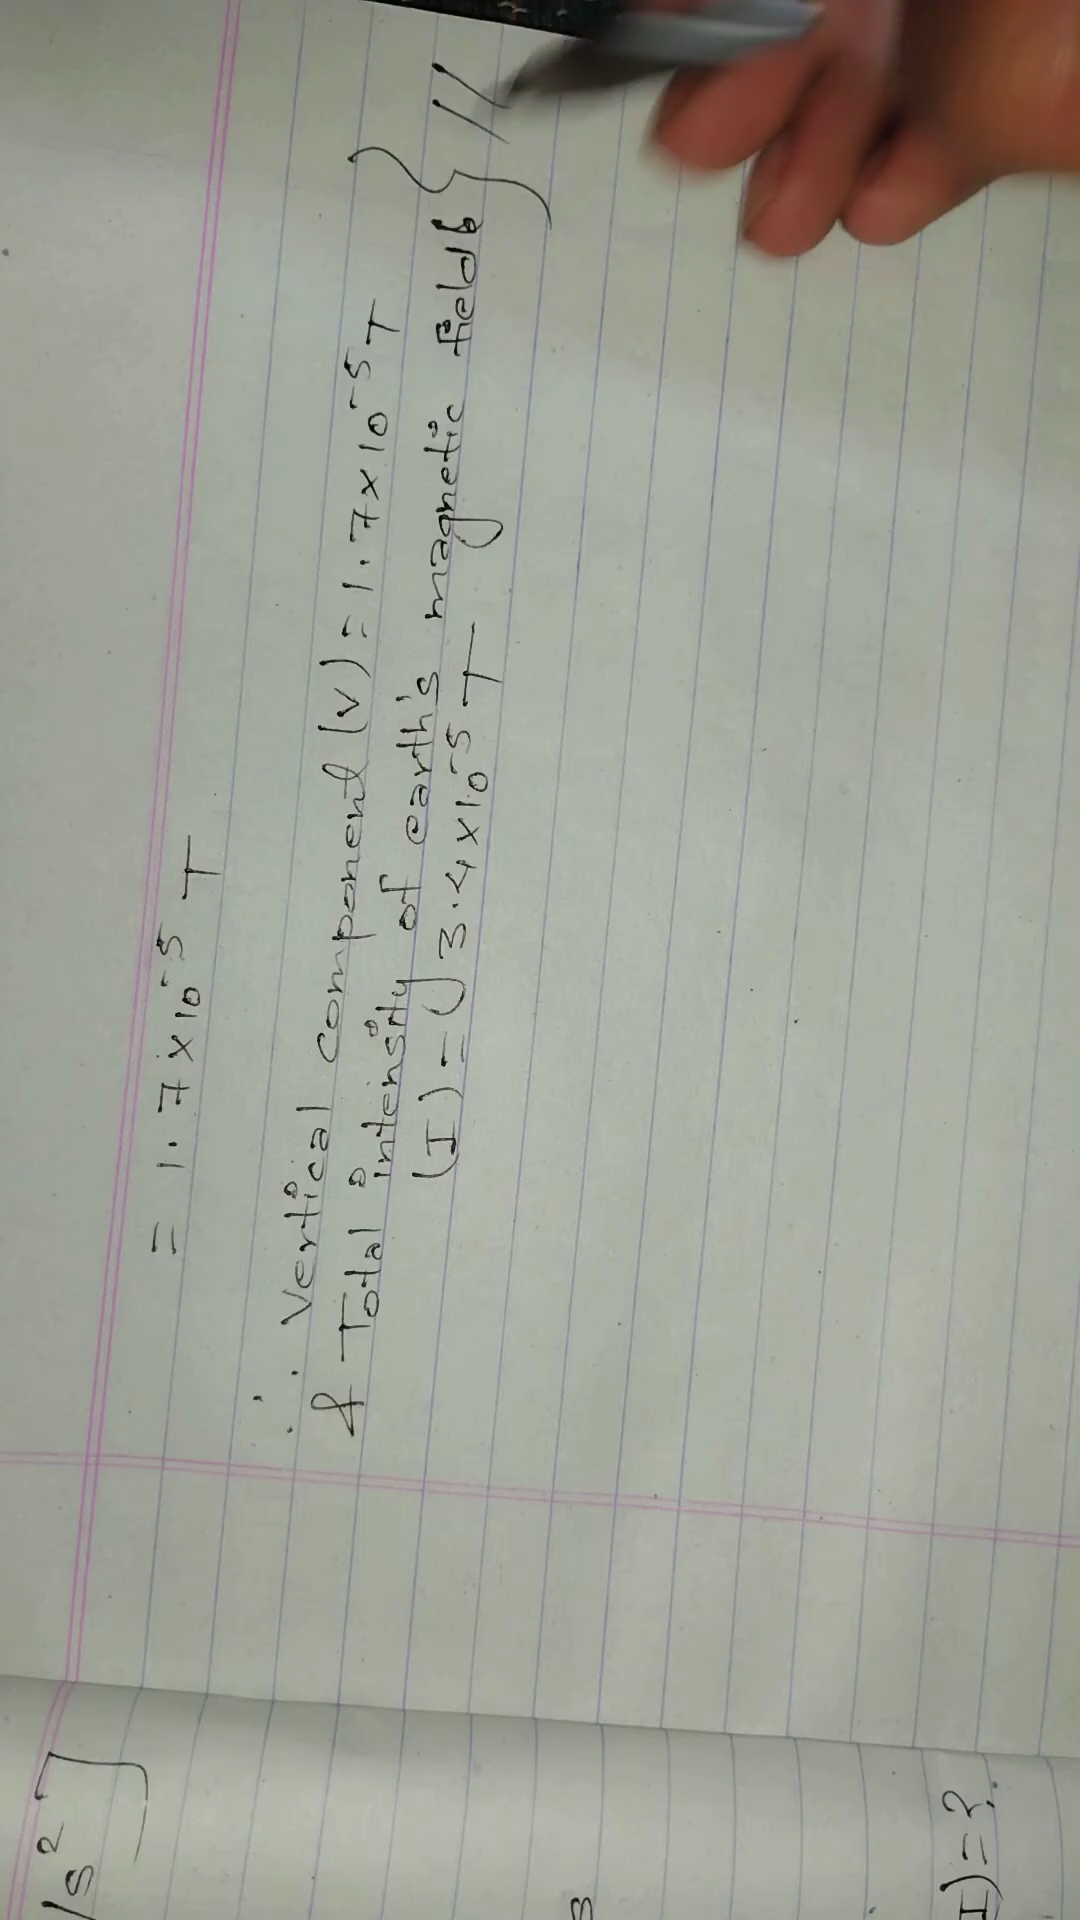 = 1.7×10⁻⁵ T
∴ Vertical component (V) = 1.7×10⁻⁵ T
& Total intensity of earth's magnetic field
(I) = 3.4×10⁻⁵ T
/s²]
I) = ?